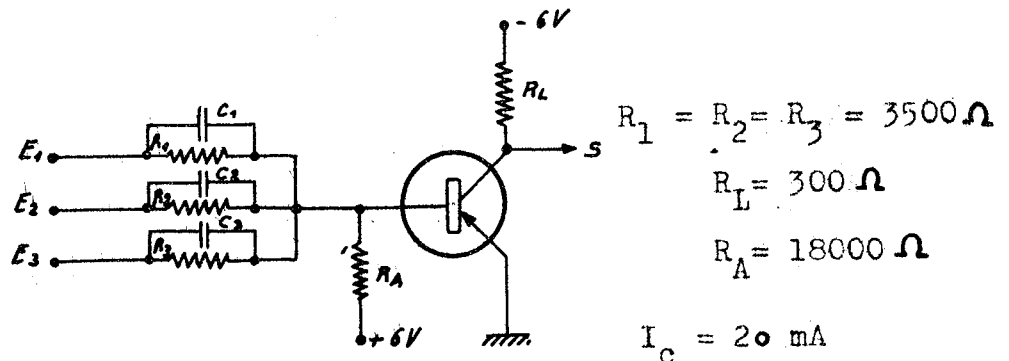 - 6V
R_L
C_1
E_1 R_1
C_2
E_2 R_2
C_3
E_3 R_3
S
R_A
+ 6V
R_1 = R_2 = R_3 = 3500 Ω
R_L = 300 Ω
R_A = 18000 Ω
I_c = 20 mA